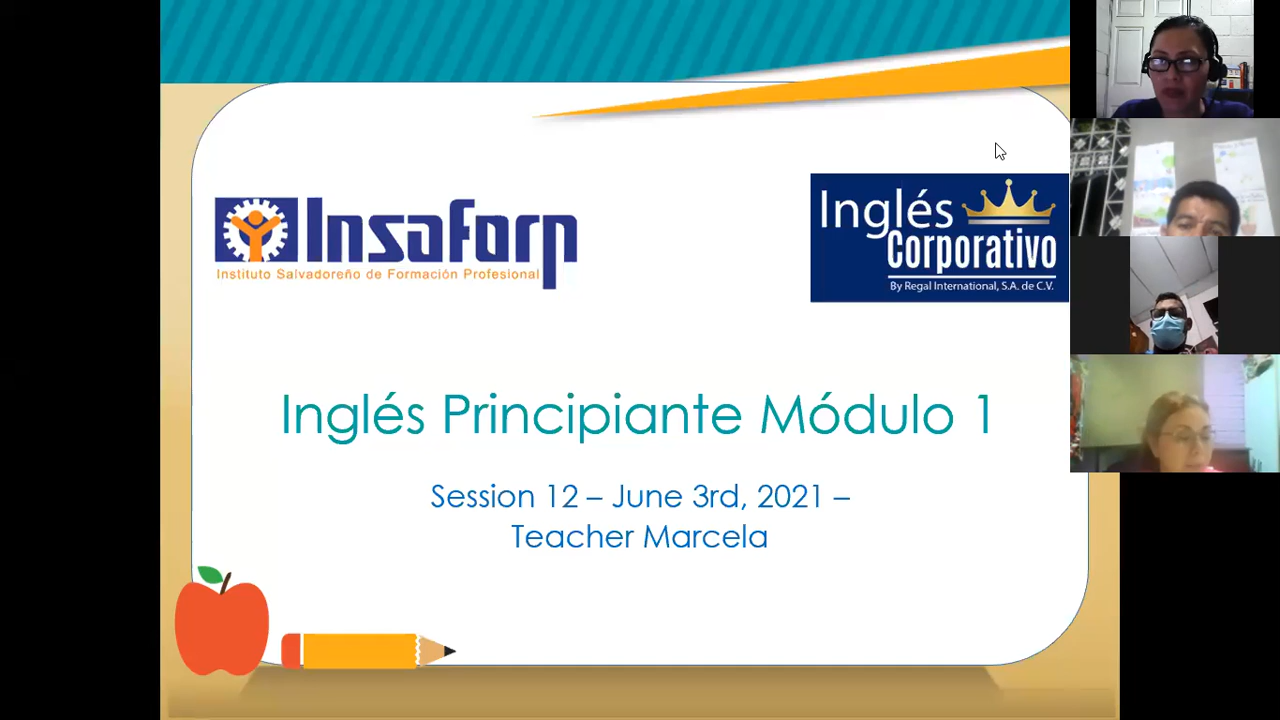 Insaforp
Instituto Salvadoreño de Formación Profesional
Inglés
Corporativo
By Regal International, S.A. de C.V.
Inglés Principiante Módulo 1
Session 12 – June 3rd, 2021 –
Teacher Marcela